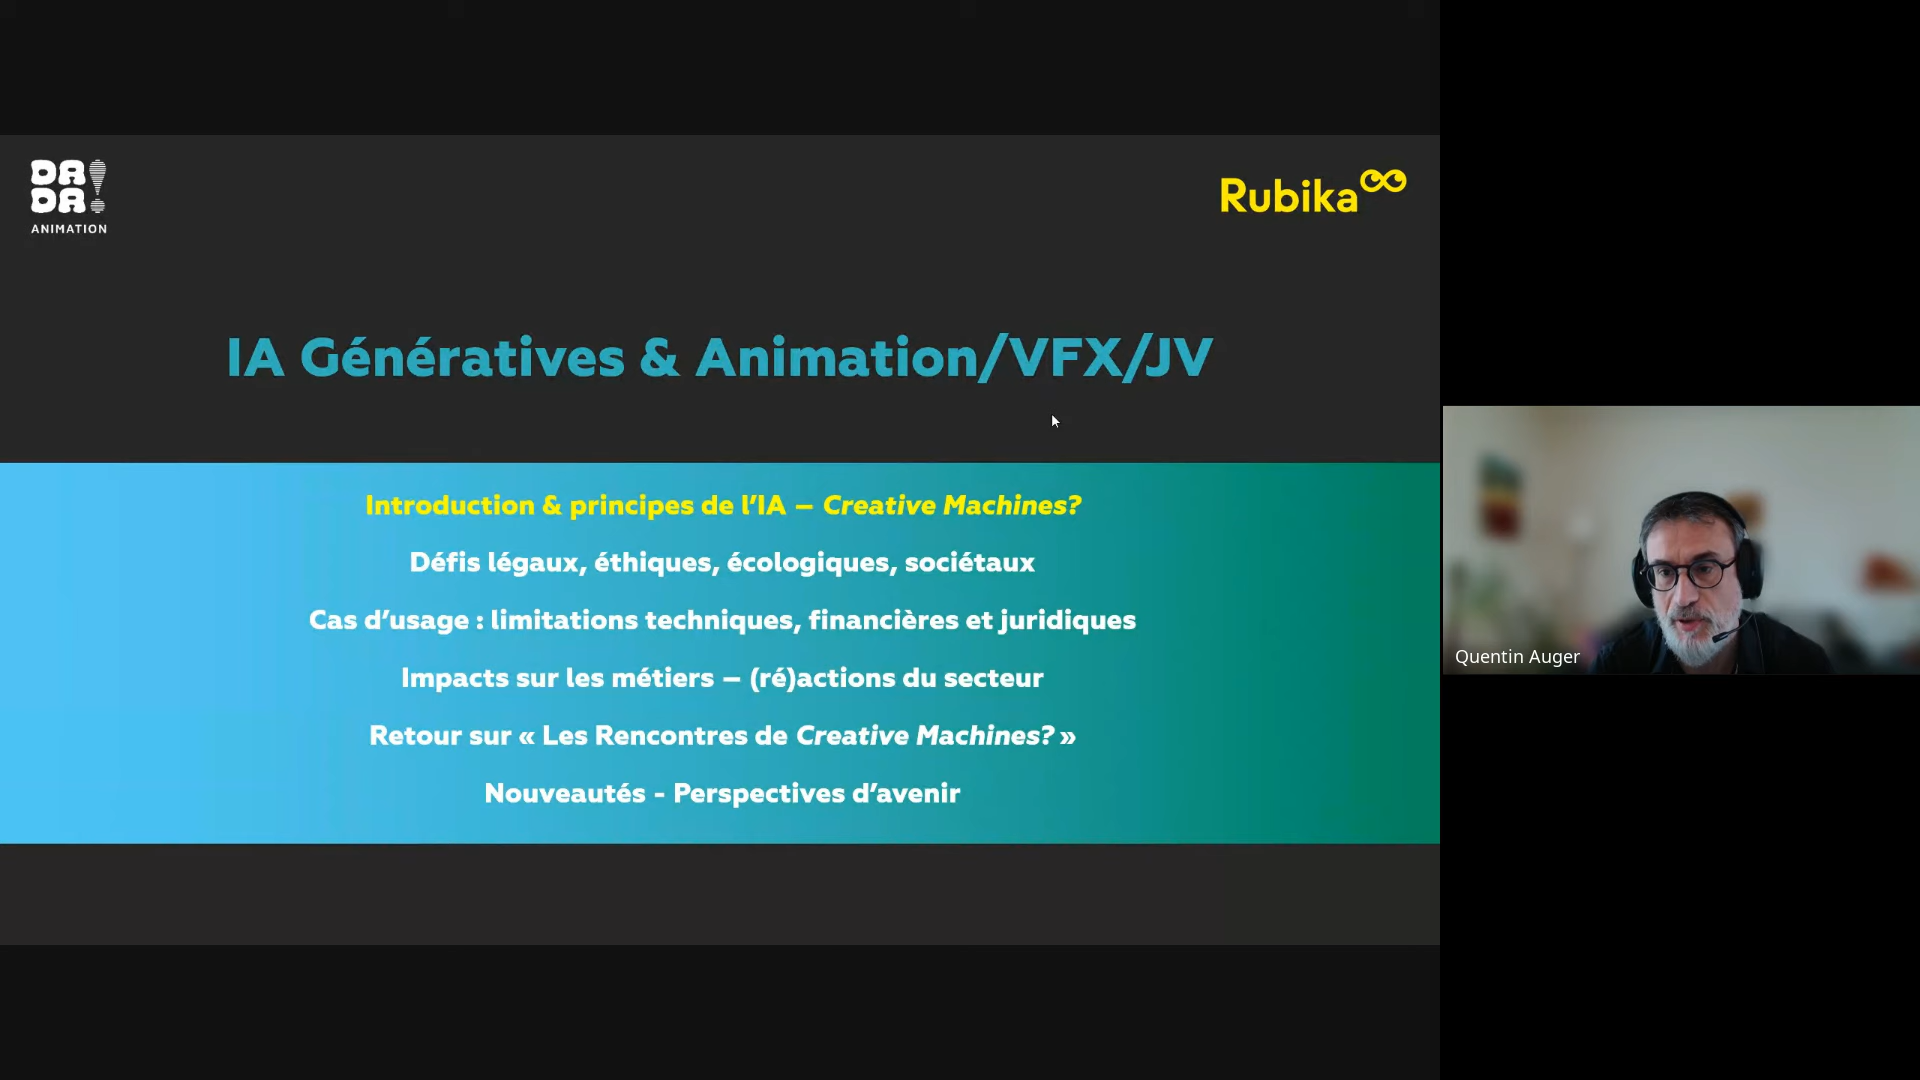 DADA!
ANIMATION
Rubika
IA Génératives & Animation/VFX/JV
Introduction & principes de l’IA – Creative Machines?
Défis légaux, éthiques, écologiques, sociétaux
Cas d’usage : limitations techniques, financières et juridiques
Impacts sur les métiers – (ré)actions du secteur
Retour sur « Les Rencontres de Creative Machines? »
Nouveautés - Perspectives d’avenir
Quentin Auger